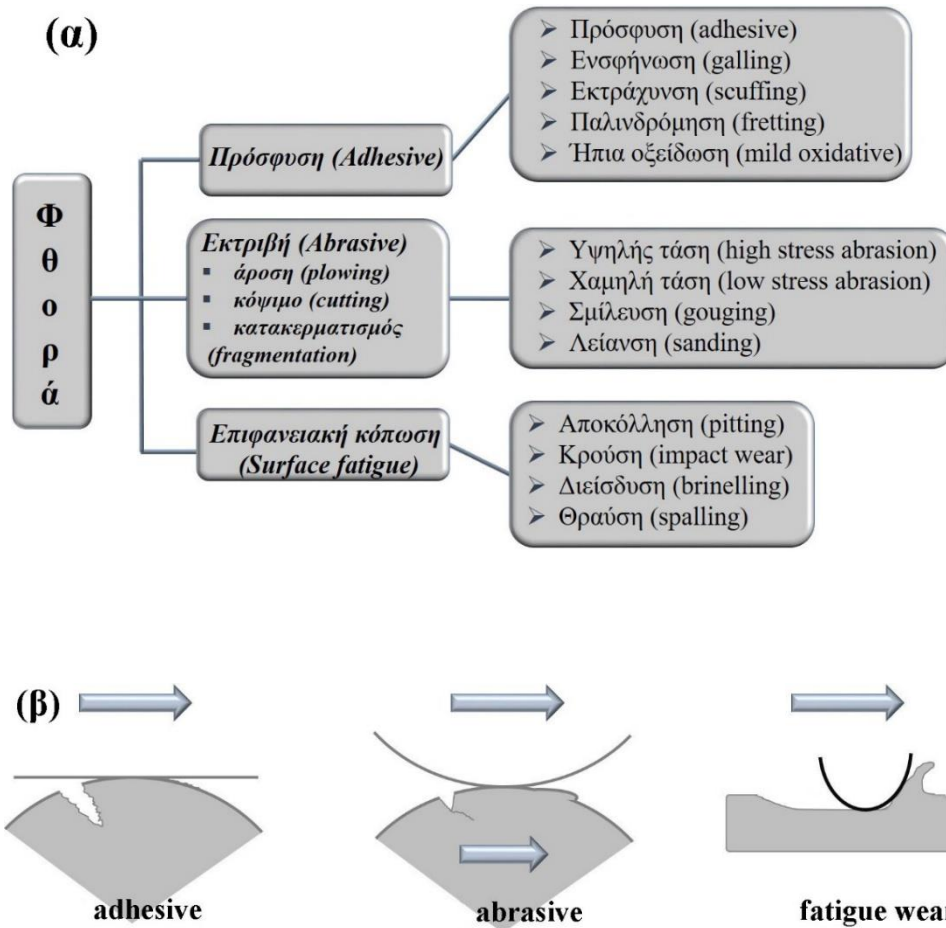 (α)
Φ
θ
ο
ρ
ά
Πρόσφυση (Adhesive)
➤ Πρόσφυση (adhesive)
➤ Ενσφήνωση (galling)
➤ Εκτράχυνση (scuffing)
➤ Παλινδρόμηση (fretting)
➤ Ήπια οξείδωση (mild oxidative)
Εκτριβή (Abrasive)
▪ άροση (plowing)
▪ κόψιμο (cutting)
▪ κατακερματισμός
(fragmentation)
➤ Υψηλής τάση (high stress abrasion)
➤ Χαμηλή τάση (low stress abrasion)
➤ Σμίλευση (gouging)
➤ Λείανση (sanding)
Επιφανειακή κόπωση
(Surface fatigue)
➤ Αποκόλληση (pitting)
➤ Κρούση (impact wear)
➤ Διείσδυση (brinelling)
➤ Θραύση (spalling)
(β)
adhesive
abrasive
fatigue wear